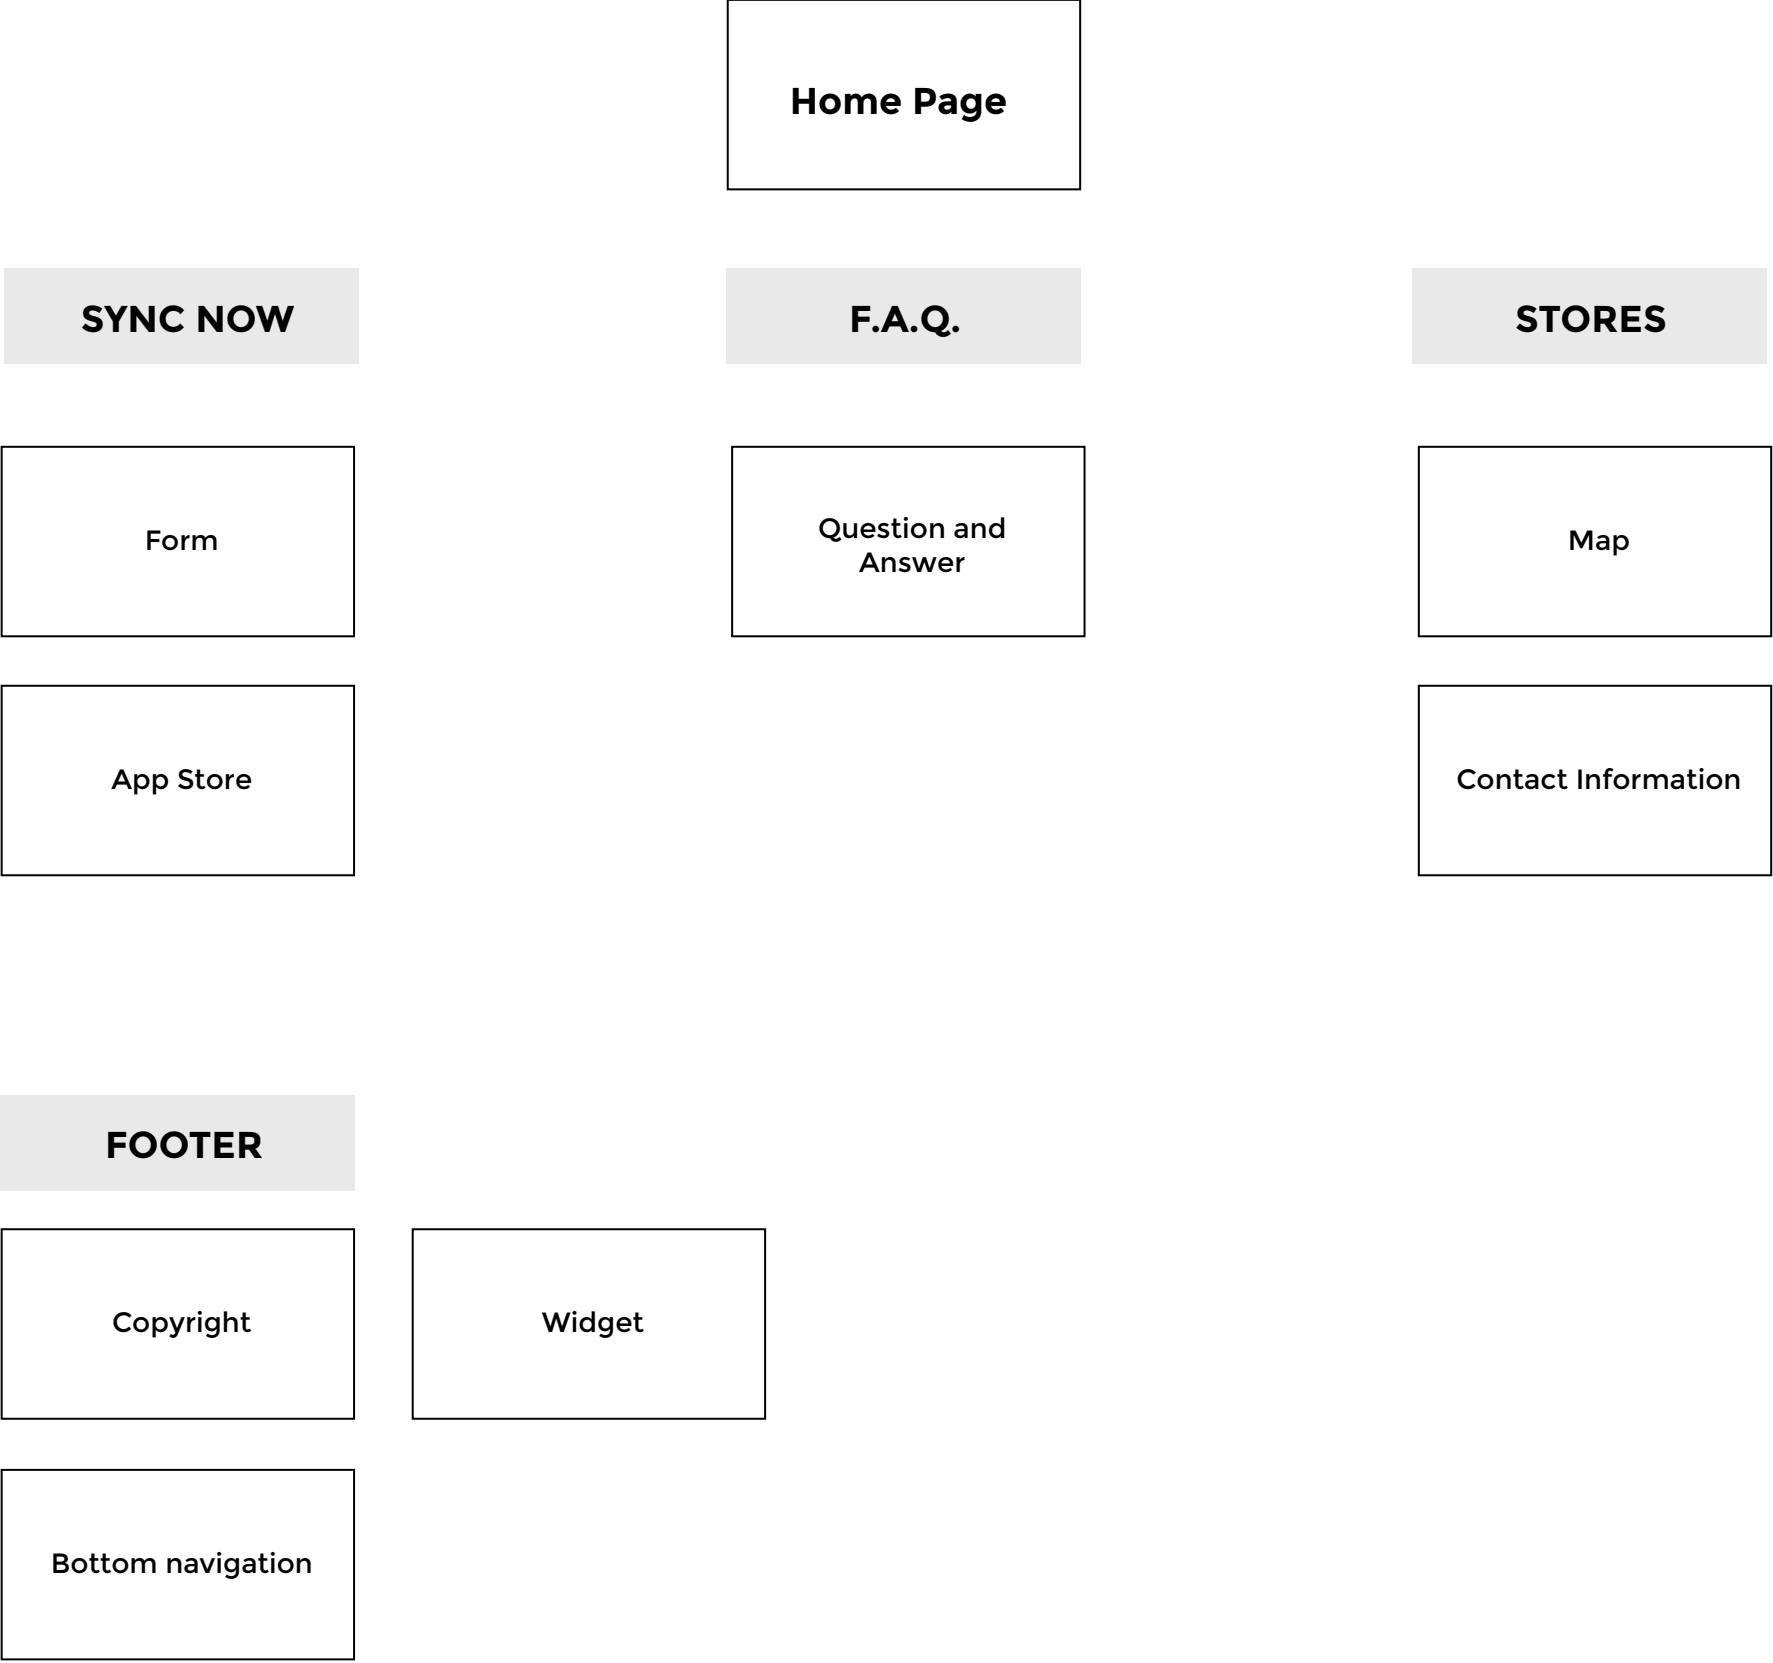 Home Page
SYNC NOW
F.A.Q.
STORES
Form
Question and
Answer
Map
App Store
Contact Information
FOOTER
Copyright
Widget
Bottom navigation